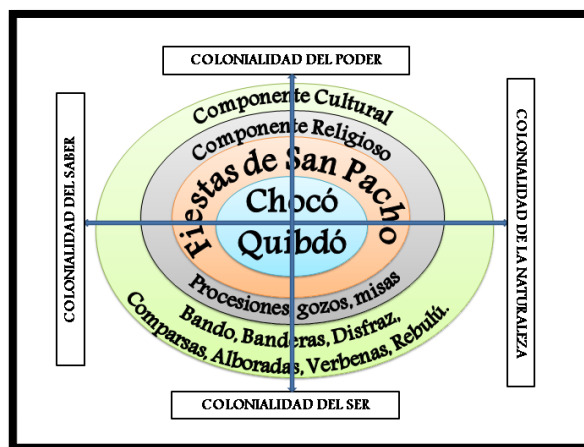 COLONIALIDAD DEL PODER
COLONIALIDAD DEL SABER
Componente Cultural
Componente Religioso
Fiestas de San Pacho
Chocó
Quibdó
Procesiones, gozos, misas
Bando, Banderas, Disfraz,
Comparsas, Alboradas, Verbenas, Rebulú.
COLONIALIDAD DE LA NATURALEZA
COLONIALIDAD DEL SER